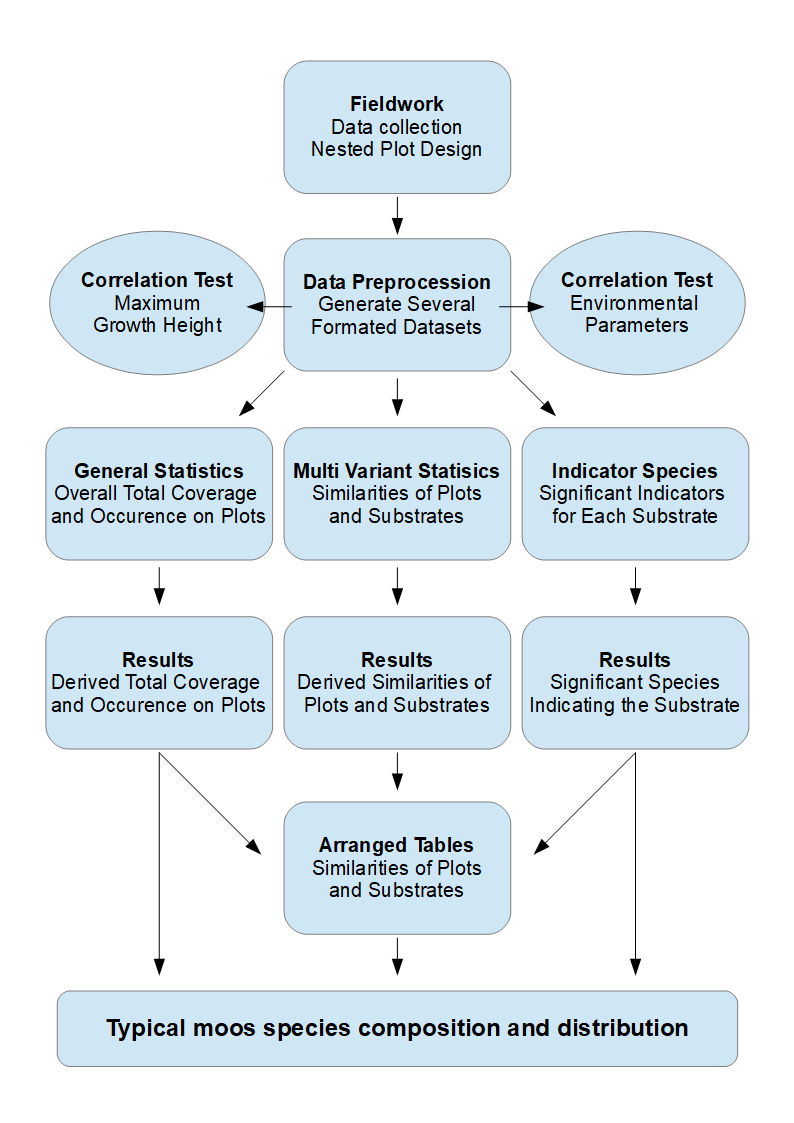 Fieldwork
Data collection
Nested Plot Design
Correlation Test
Maximum
Growth Height
Data Preprocession
Generate Several
Formated Datasets
Correlation Test
Environmental
Parameters
General Statistics
Overall Total Coverage
and Occurence on Plots
Multi Variant Statisics
Similarities of Plots
and Substrates
Indicator Species
Significant Indicators
for Each Substrate
Results
Derived Total Coverage
and Occurence on Plots
Results
Derived Similarities of
Plots and Substrates
Results
Significant Species
Indicating the Substrate
Arranged Tables
Similarities of Plots
and Substrates
Typical moos species composition and distribution